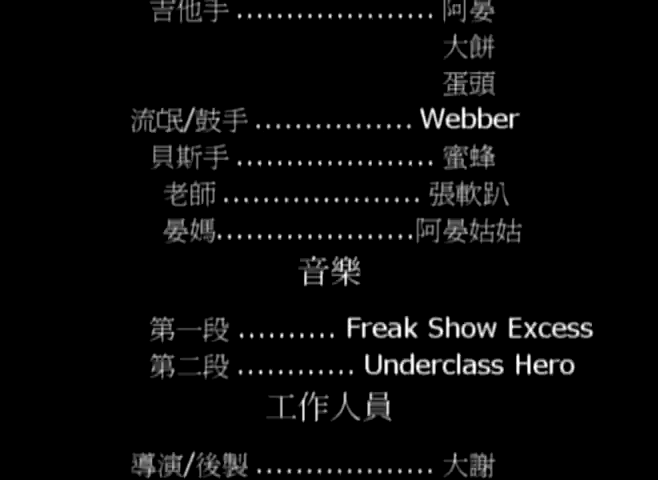 吉他手 ..................... 阿晏
大餅
蛋頭
流氓/鼓手 ................. Webber
貝斯手 ..................... 蜜蜂
老師 ..................... 張軟趴
晏媽.....................阿晏姑姑
音樂
第一段 .......... Freak Show Excess
第二段 ............ Underclass Hero
工作人員
導演/後製 ................... 大謝